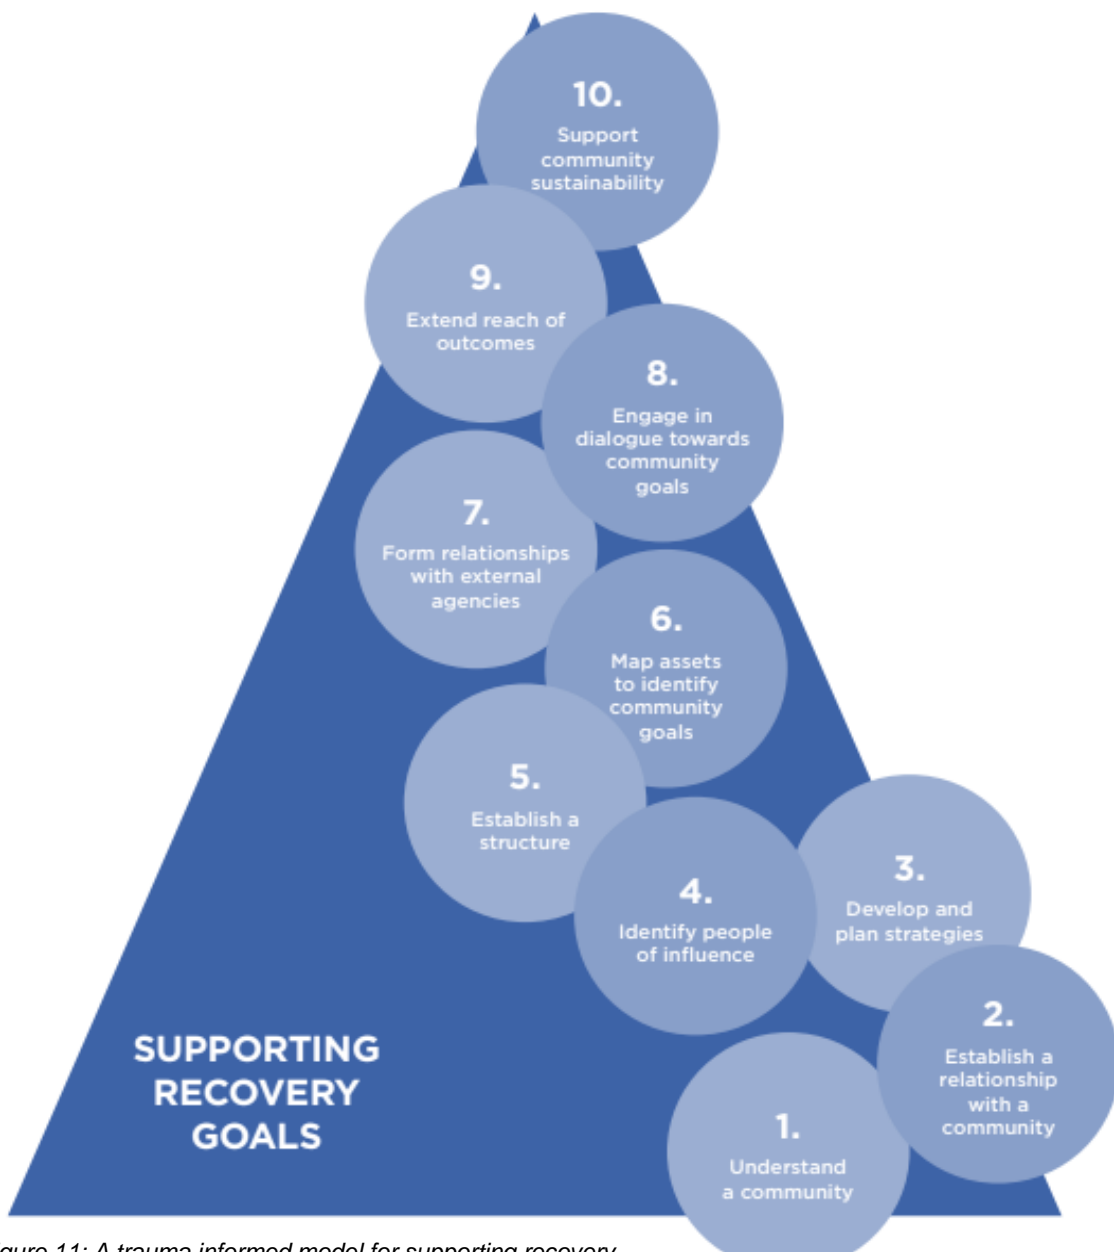 10.
Support
community
sustainability
9.
Extend reach of
outcomes
8.
Engage in
dialogue towards
community
goals
7.
Form relationships
with external
agencies
6.
Map assets
to identify
community
goals
5.
Establish a
structure
4.
Identify people
of influence
3.
Develop and
plan strategies
2.
Establish a
relationship
with a
community
1.
Understand
a community
SUPPORTING
RECOVERY
GOALS
igure 11: A trauma informed model for supporting recovery